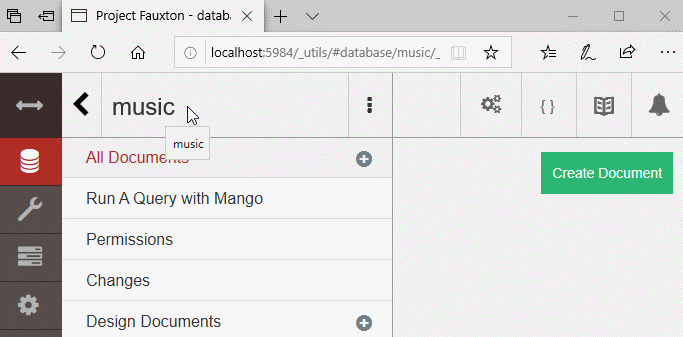 Project Fauxton - databa
localhost:5984/_utils/#database/music/_
music
{ }
music
All Documents
Create Document
Run A Query with Mango
Permissions
Changes
Design Documents